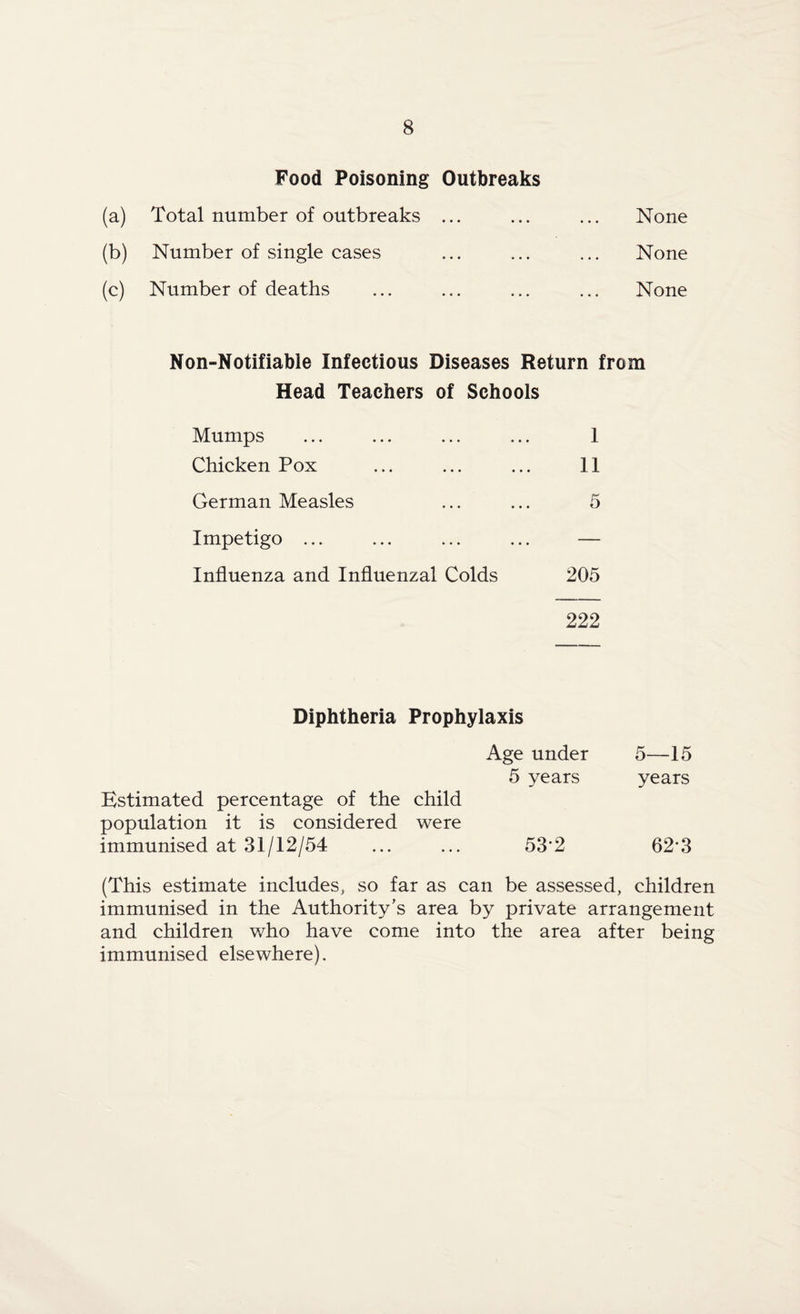 8
Food Poisoning Outbreaks
(a) Total number of outbreaks ... ... ... None
(b) Number of single cases ... ... ... None
(c) Number of deaths ... ... ... ... None
Non-Notifiable Infectious Diseases Return from
Head Teachers of Schools
Mumps ... ... ... ... 1
Chicken Pox ... ... ... 11
German Measles ... ... 5
Impetigo ... ... ... ... —
Influenza and Influenzal Colds 205
222
Diphtheria Prophylaxis
Age under 5—15
5 years years
Estimated percentage of the child
population it is considered were
immunised at 31/12/54 ... ... 53·2 62·3
(This estimate includes, so far as can be assessed, children
immunised in the Authority's area by private arrangement
and children who have come into the area after being
immunised elsewhere).